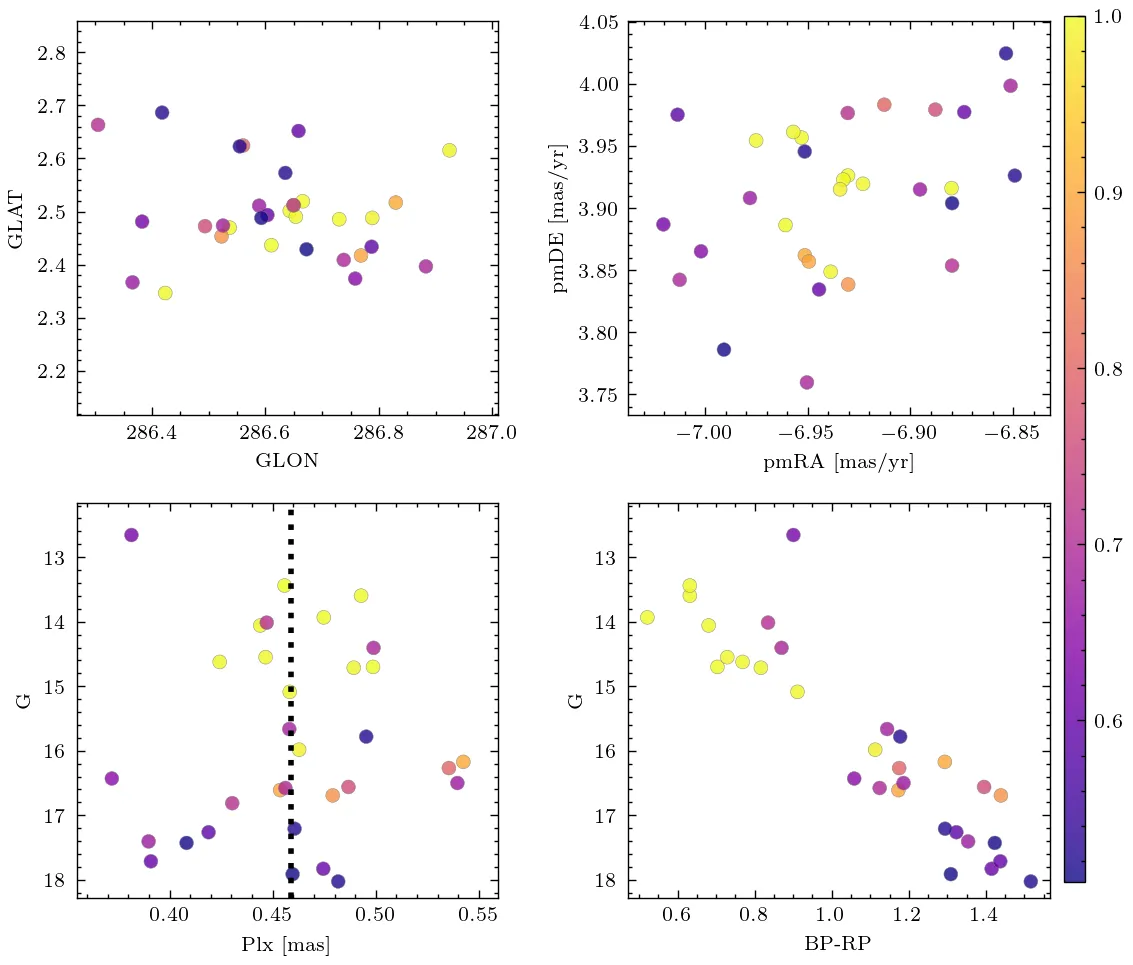 2.8
2.7
2.6
2.5
2.4
2.3
2.2
GLAT
286.4 286.6 286.8 287.0
GLON
4.05
4.00
3.95
3.90
3.85
3.80
3.75
pmDE [mas/yr]
−7.00 −6.95 −6.90 −6.85
pmRA [mas/yr]
13
14
15
16
17
18
G
0.40 0.45 0.50 0.55
Plx [mas]
13
14
15
16
17
18
G
0.6 0.8 1.0 1.2 1.4
BP-RP
1.0
0.9
0.8
0.7
0.6